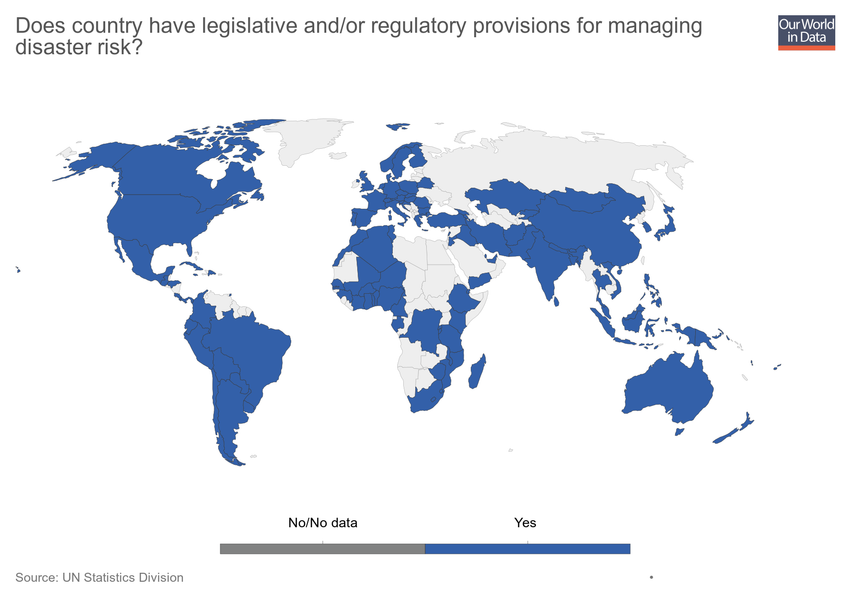 Does country have legislative and/or regulatory provisions for managing
disaster risk?
Our World
in Data
No/No data
Yes
Source: UN Statistics Division